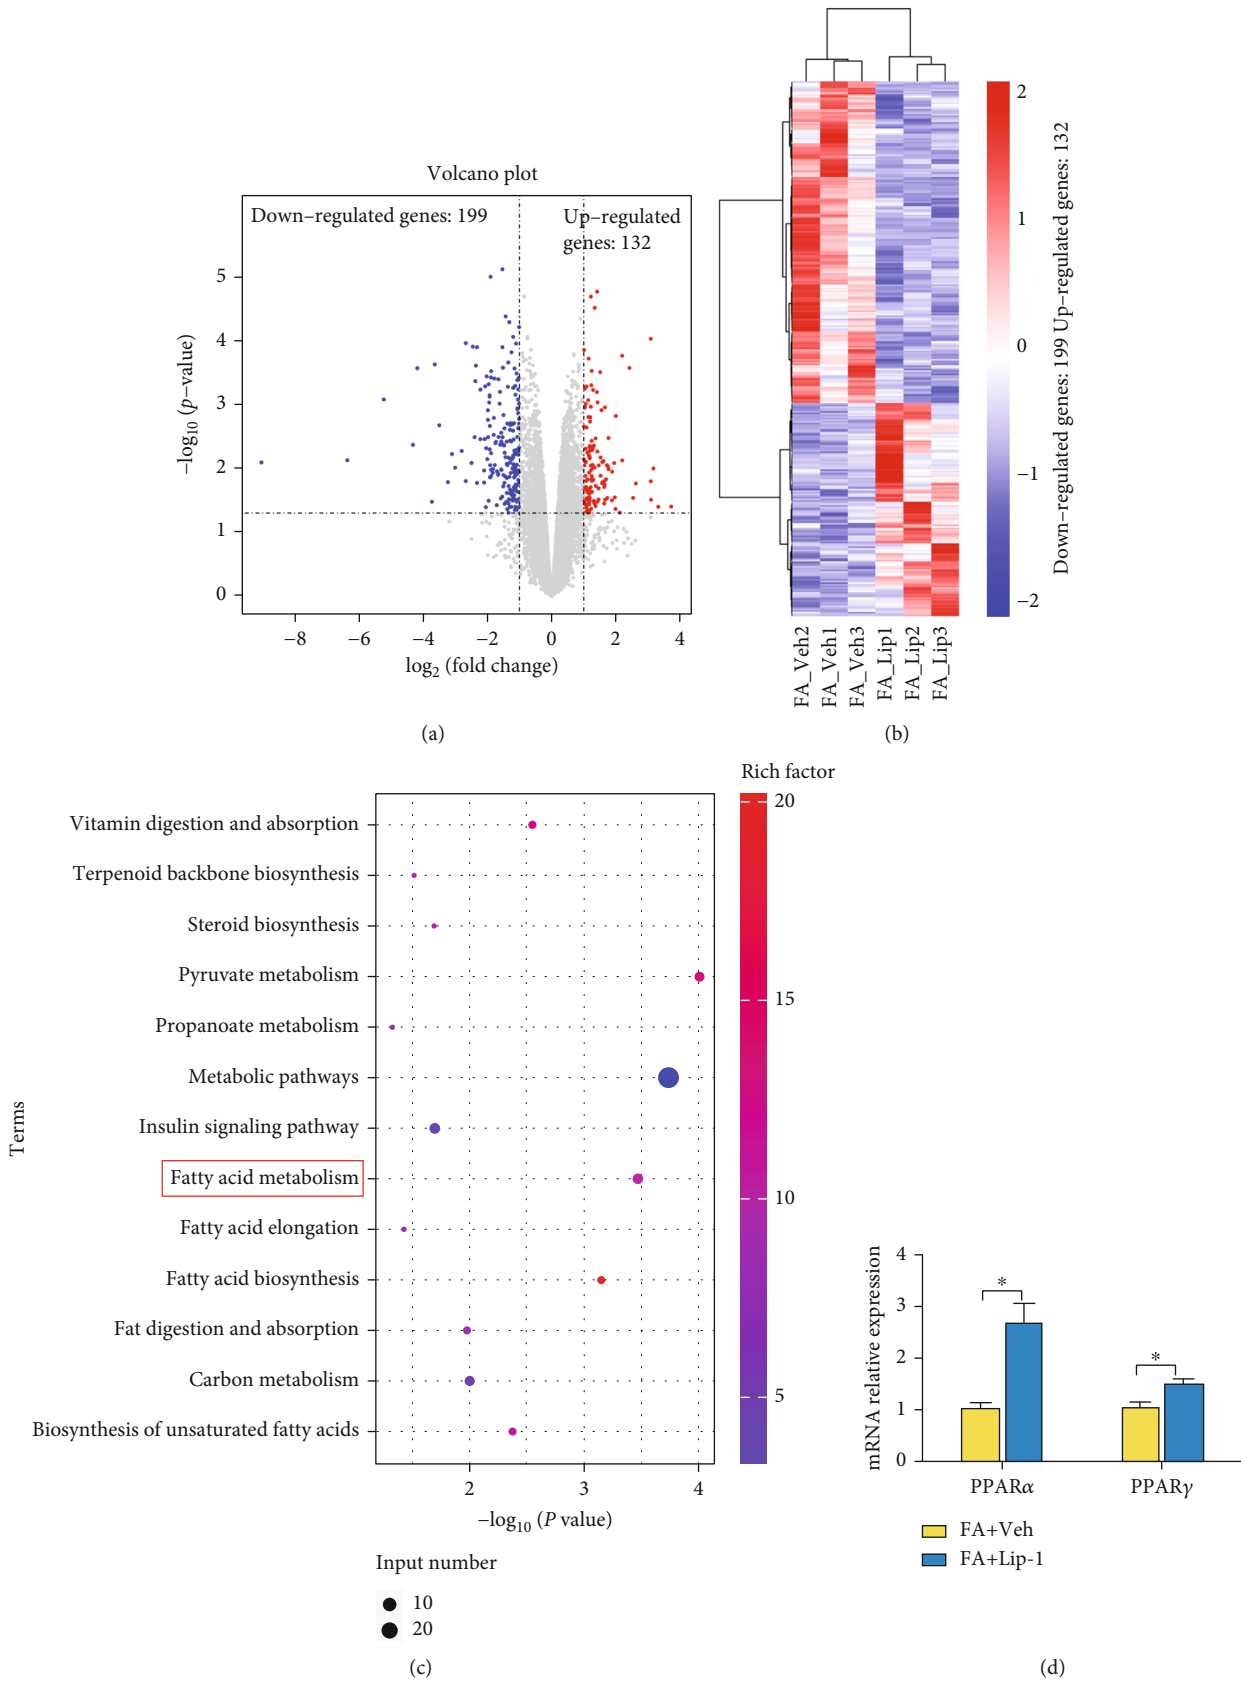 Volcano plot
Down–regulated genes: 199
Up–regulated
genes: 132
5
4
3
2
1
0
−log10 (p−value)
−8
−6
−4
−2
0
2
4
log2 (fold change)
(a)
2
1
0
−1
−2
Down–regulated genes: 199 Up–regulated genes: 132
FA_Veh2
FA_Veh1
FA_Veh3
FA_Lip1
FA_Lip2
FA_Lip3
(b)
Rich factor
20
15
10
5
Terms
Vitamin digestion and absorption
Terpenoid backbone biosynthesis
Steroid biosynthesis
Pyruvate metabolism
Propanoate metabolism
Metabolic pathways
Insulin signaling pathway
Fatty acid metabolism
Fatty acid elongation
Fatty acid biosynthesis
Fat digestion and absorption
Carbon metabolism
Biosynthesis of unsaturated fatty acids
2
3
4
−log10 (P value)
Input number
10
20
(c)
mRNA relative expression
4
3
2
1
0
*
*
PPARα
PPARγ
FA+Veh
FA+Lip-1
(d)